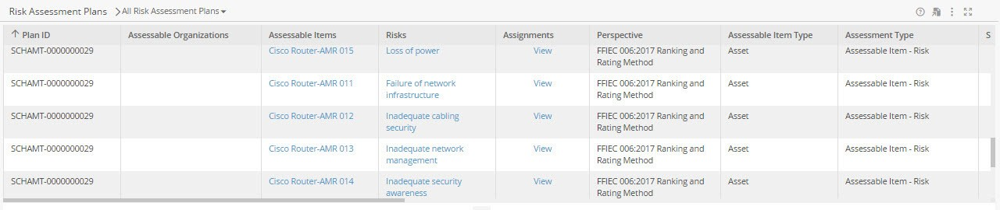 Risk Assessment Plans All Risk Assessment Plans
Plan ID Assessable Organizations Assessable Items Risks Assignments Perspective Assessable Item Type Assessment Type S
SCHAMT-0000000029 Cisco Router-AMR 015 Loss of power View FFIEC 006:2017 Ranking and Asset Assessable Item - Risk
Rating Method
SCHAMT-0000000029 Cisco Router-AMR 011 Failure of network View FFIEC 006:2017 Ranking and Asset Assessable Item - Risk
infrastructure Rating Method
SCHAMT-0000000029 Cisco Router-AMR 012 Inadequate cabling View FFIEC 006:2017 Ranking and Asset Assessable Item - Risk
security Rating Method
SCHAMT-0000000029 Cisco Router-AMR 013 Inadequate network View FFIEC 006:2017 Ranking and Asset Assessable Item - Risk
management Rating Method
SCHAMT-0000000029 Cisco Router-AMR 014 Inadequate security View FFIEC 006:2017 Ranking and Asset Assessable Item - Risk
awareness Rating Method